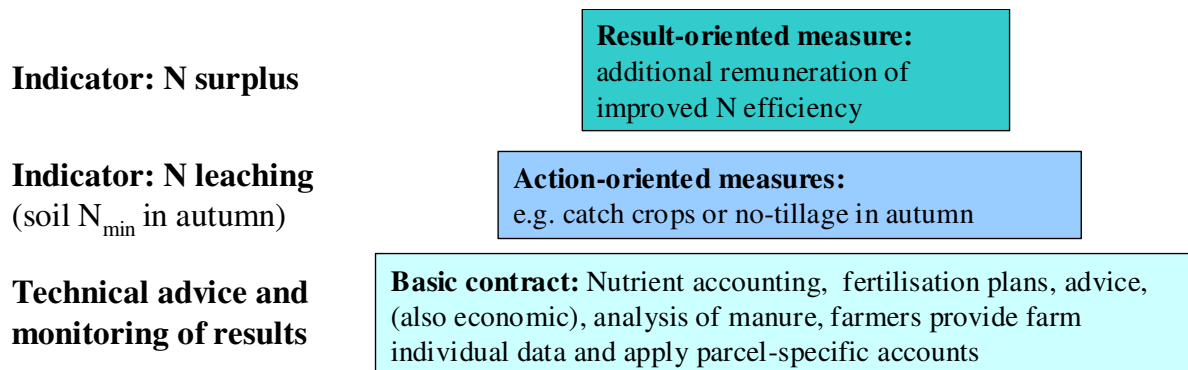 Result-oriented measure:
Indicator: N surplus
additional remuneration of
improved N efficiency
Indicator: N leaching
(soil Nmin in autumn)
Action-oriented measures:
e.g. catch crops or no-tillage in autumn
Technical advice and
monitoring of results
Basic contract: Nutrient accounting, fertilisation plans, advice,
(also economic), analysis of manure, farmers provide farm
individual data and apply parcel-specific accounts